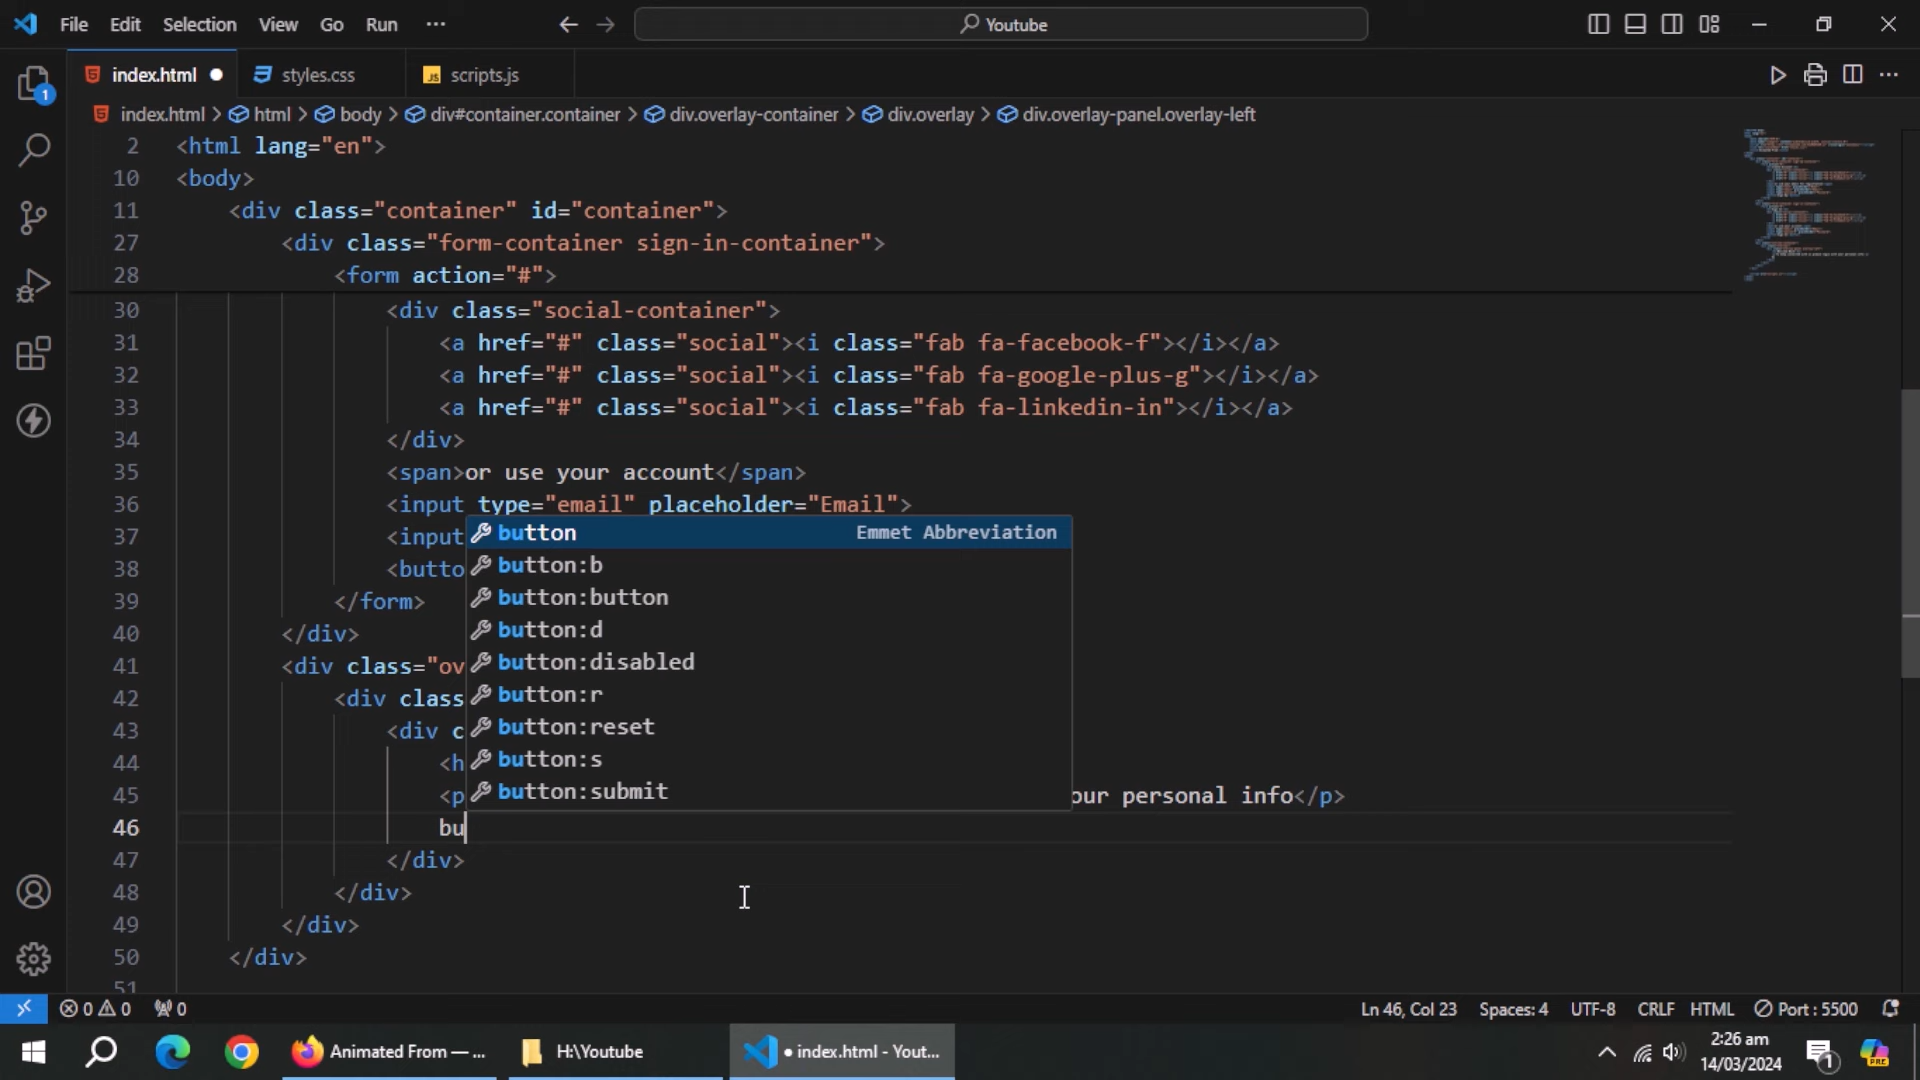 File Edit Selection View Go Run ··· Youtube
index.html styles.css JS scripts.js
index.html > html > body > div#container.container > div.overlay-container > div.overlay > div.overlay-panel.overlay-left
2 <html lang="en">
10 <body>
11 <div class="container" id="container">
27 <div class="form-container sign-in-container">
28 <form action="#">
30 <div class="social-container">
31 <a href="#" class="social"><i class="fab fa-facebook-f"></i></a>
32 <a href="#" class="social"><i class="fab fa-google-plus-g"></i></a>
33 <a href="#" class="social"><i class="fab fa-linkedin-in"></i></a>
34 </div>
35 <span>or use your account</span>
36 <input type="email" placeholder="Email">
37 <input button Emmet Abbreviation
38 <butto button:b
button:button
39 </form> button:d
40 </div> button:disabled
41 <div class="ov button:r
42 <div class button:reset
43 <div c button:s
44 <h button:submit
45 <p our personal info</p>
46 bu
47 </div>
48 </div>
49 </div>
50 </div>
51
0 0 0 Ln 46, Col 23 Spaces: 4 UTF-8 CRLF HTML Port : 5500
Animated From — ... H:\Youtube ● index.html - Yout... 2:26 am
14/03/2024
1
1
PRE